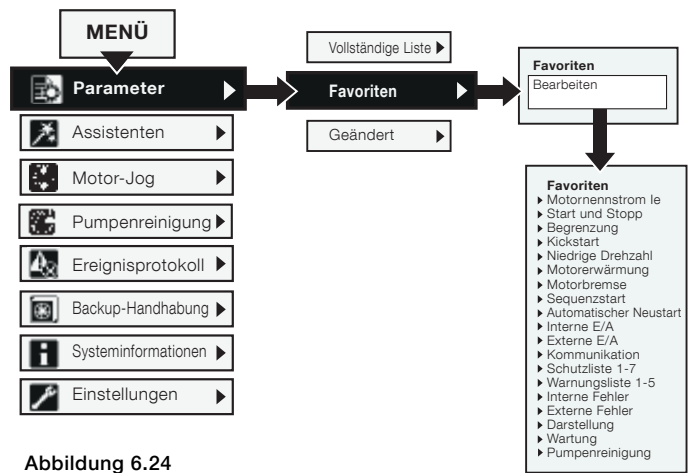 MENÜ
Parameter
Assistenten
Motor-Jog
Pumpenreinigung
Ereignisprotokoll
Backup-Handhabung
Systeminformationen
Einstellungen
Vollständige Liste
Favoriten
Geändert
Favoriten
Bearbeiten
Favoriten
Motornennstrom Ie
Start und Stopp
Begrenzung
Kickstart
Niedrige Drehzahl
Motorerwärmung
Motorbremse
Sequenzstart
Automatischer Neustart
Interne E/A
Externe E/A
Kommunikation
Schutzliste 1-7
Warnungsliste 1-5
Interne Fehler
Externe Fehler
Darstellung
Wartung
Pumpenreinigung
Abbildung 6.24